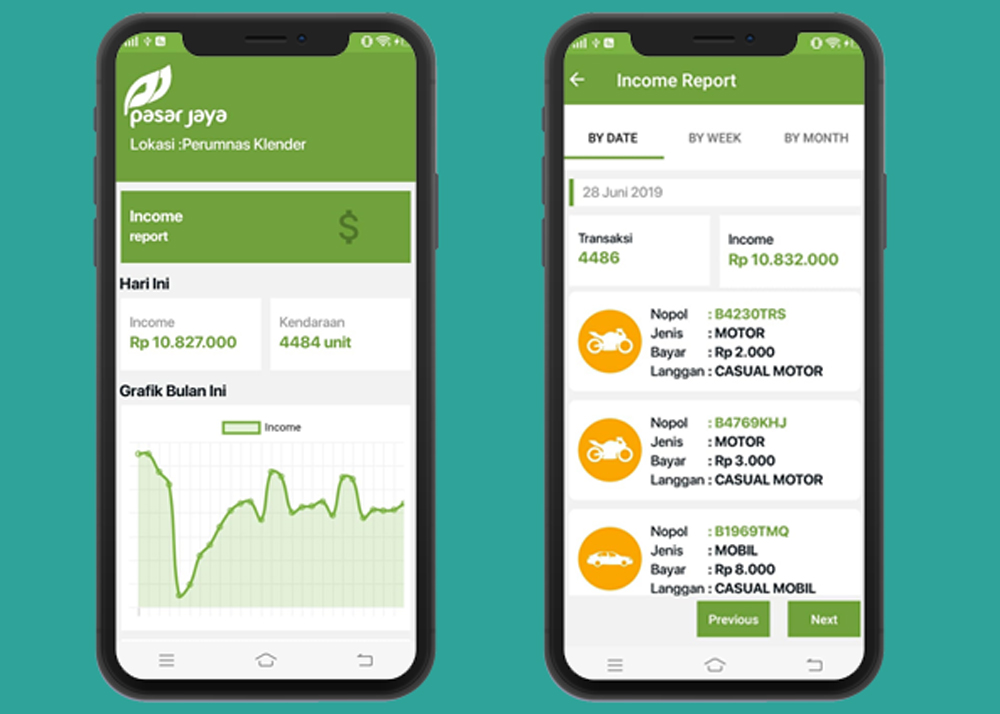 pasar jaya
Lokasi :Perumnas Klender
Income
report
Hari Ini
Income
Rp 10.827.000
Kendaraan
4484 unit
Grafik Bulan Ini
Income
Income Report
BY DATE
BY WEEK
BY MONTH
28 Juni 2019
Transaksi
4486
Income
Rp 10.832.000
Nopol : B4230TRS
Jenis : MOTOR
Bayar : Rp 2.000
Langgan : CASUAL MOTOR
Nopol : B4769KHJ
Jenis : MOTOR
Bayar : Rp 3.000
Langgan : CASUAL MOTOR
Nopol : B1969TMQ
Jenis : MOBIL
Bayar : Rp 8.000
Langgan : CASUAL MOBIL
Previous
Next